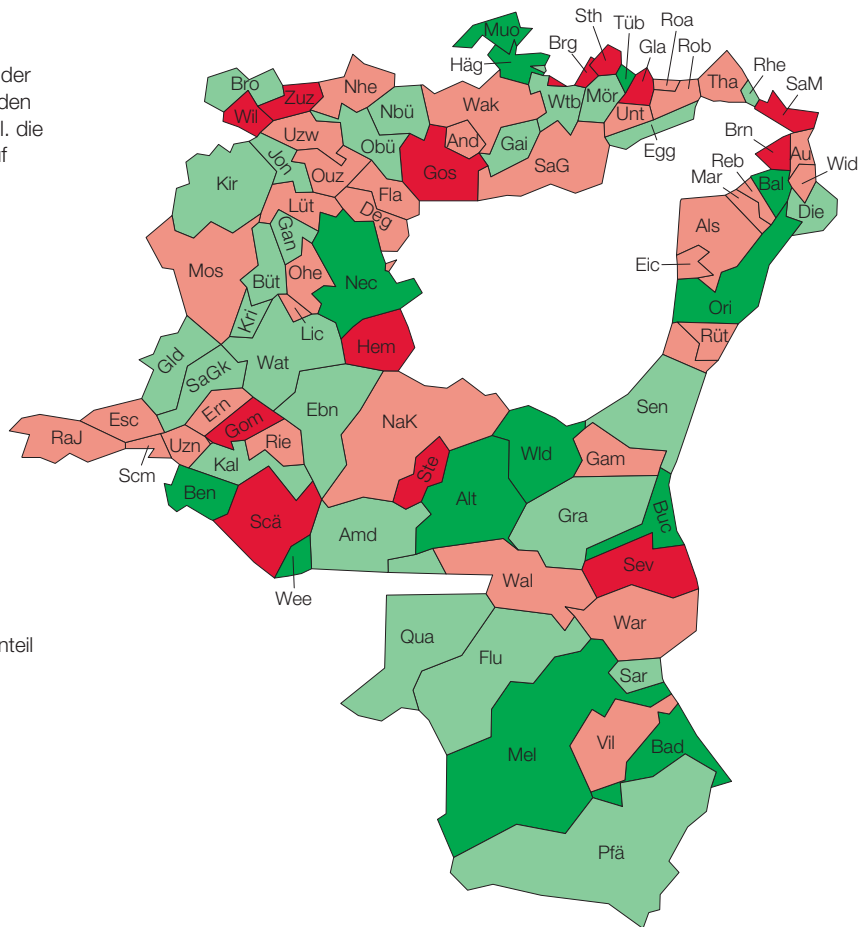 der
den
l. die
f
nteil
Muo
Häg
Sth
Brg
Tüb
Gla
Roa
Rob
Tha
Rhe
SaM
Bro
Wil
Zuz
Nhe
Nbü
Wak
Wtb
Mör
Unt
Egg
Uzw
Obü
And
Gai
SaG
Gos
Brn
Au
Wid
Reb
Mar
Bal
Die
Kir
Jon
Ouz
Fla
Lüt
Deg
Gan
Als
Eic
Mos
Büt
Ohe
Nec
Ori
Kri
Lic
Hem
Rüt
Gld
SaGk
Wat
Ebn
NaK
Sen
RaJ
Esc
Ern
Gom
Rie
Uzn
Scm
Kal
Ste
Wld
Gam
Ben
Scä
Alt
Gra
Buc
Amd
Wee
Sev
Wal
War
Qua
Flu
Sar
Mel
Vil
Bad
Pfä